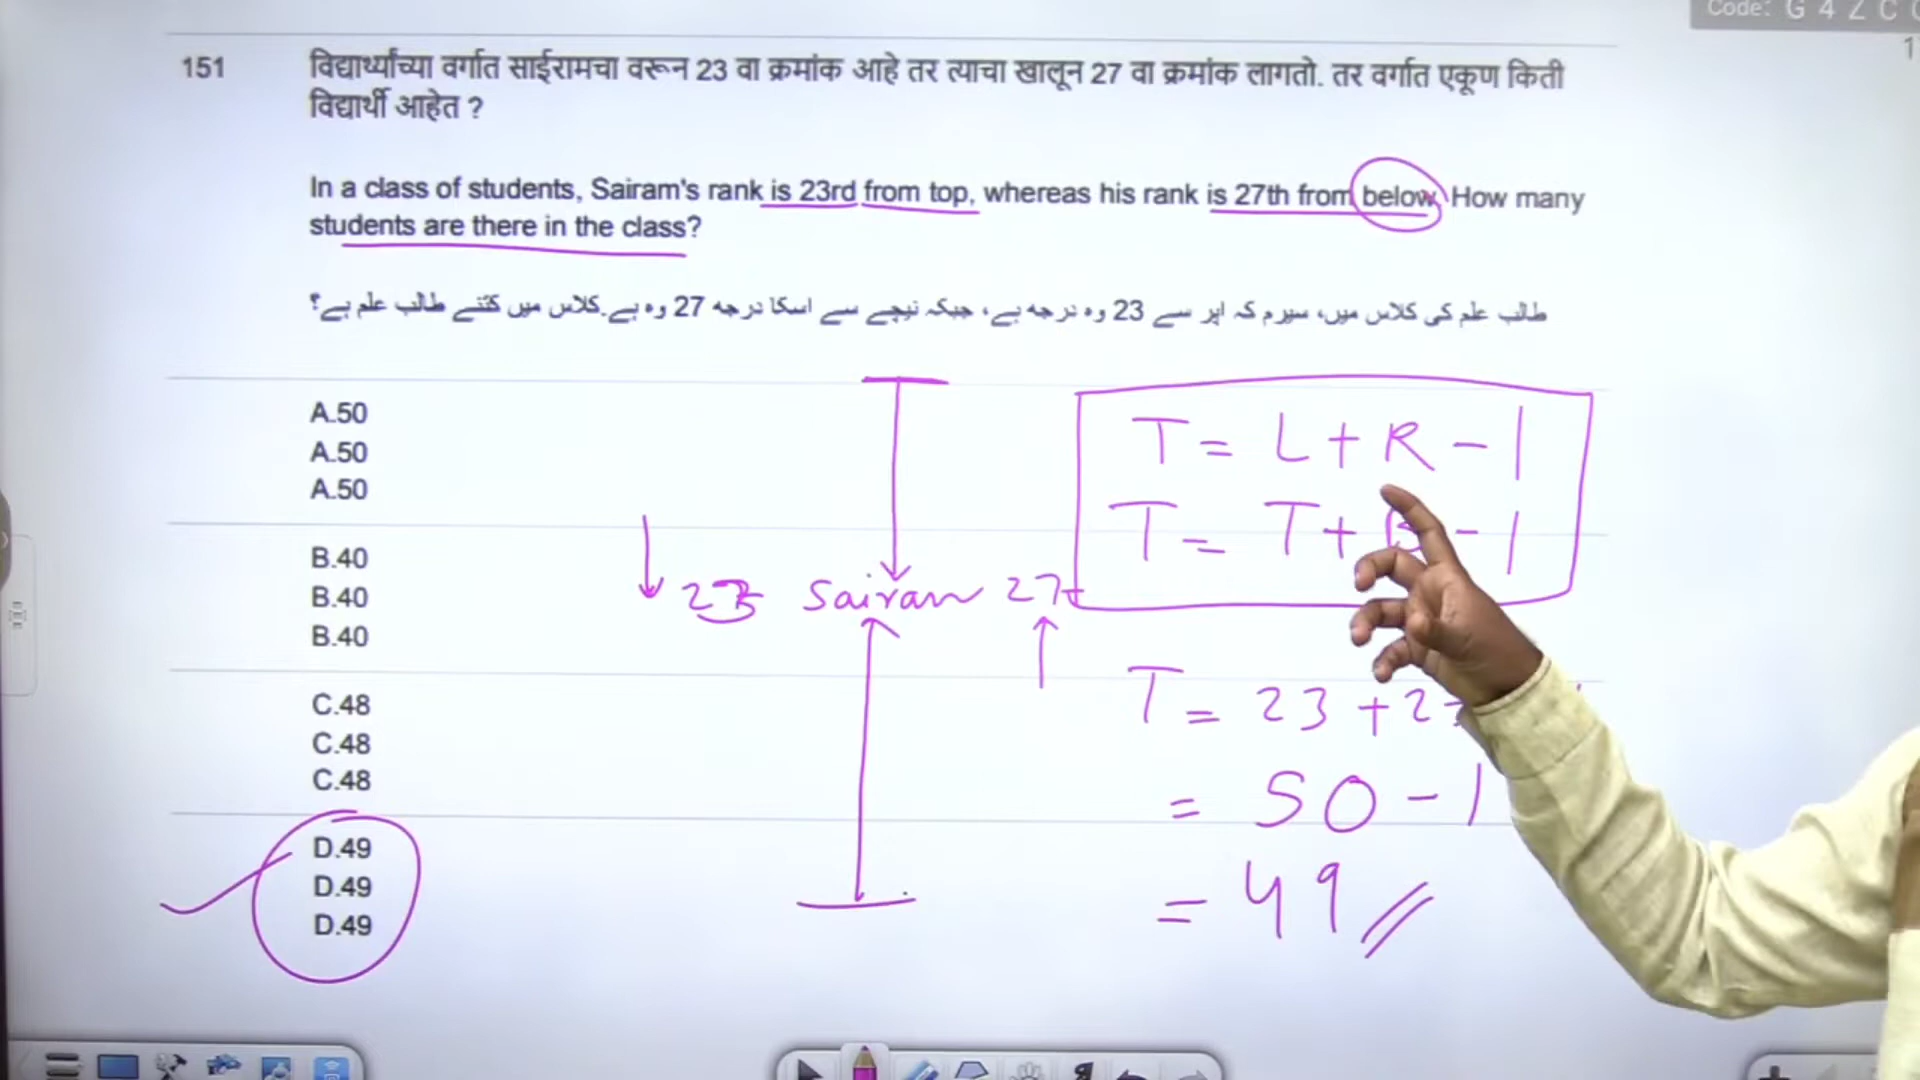 Code: G 4 Z C
151
विद्यार्थ्यांच्या वर्गात साईरामचा वरून 23 वा क्रमांक आहे तर त्याचा खालून 27 वा क्रमांक लागतो. तर वर्गात एकूण किती
विद्यार्थी आहेत ?
In a class of students, Sairam's rank is 23rd from top, whereas his rank is 27th from below. How many
students are there in the class?
طالب علم کی کلاس میں، سیرم کہ اپر سے 23 وہ درجہ ہے، جبکہ نیچے سے اسکا درجہ 27 وہ ہے۔کلاس میں کتنے طالب علم ہے؟
A.50
A.50
A.50
B.40
B.40
B.40
C.48
C.48
C.48
D.49
D.49
D.49
23 Sairam 27
T = L + R - 1
T = T + B - 1
T = 23 + 27
= 50 - 1
= 49